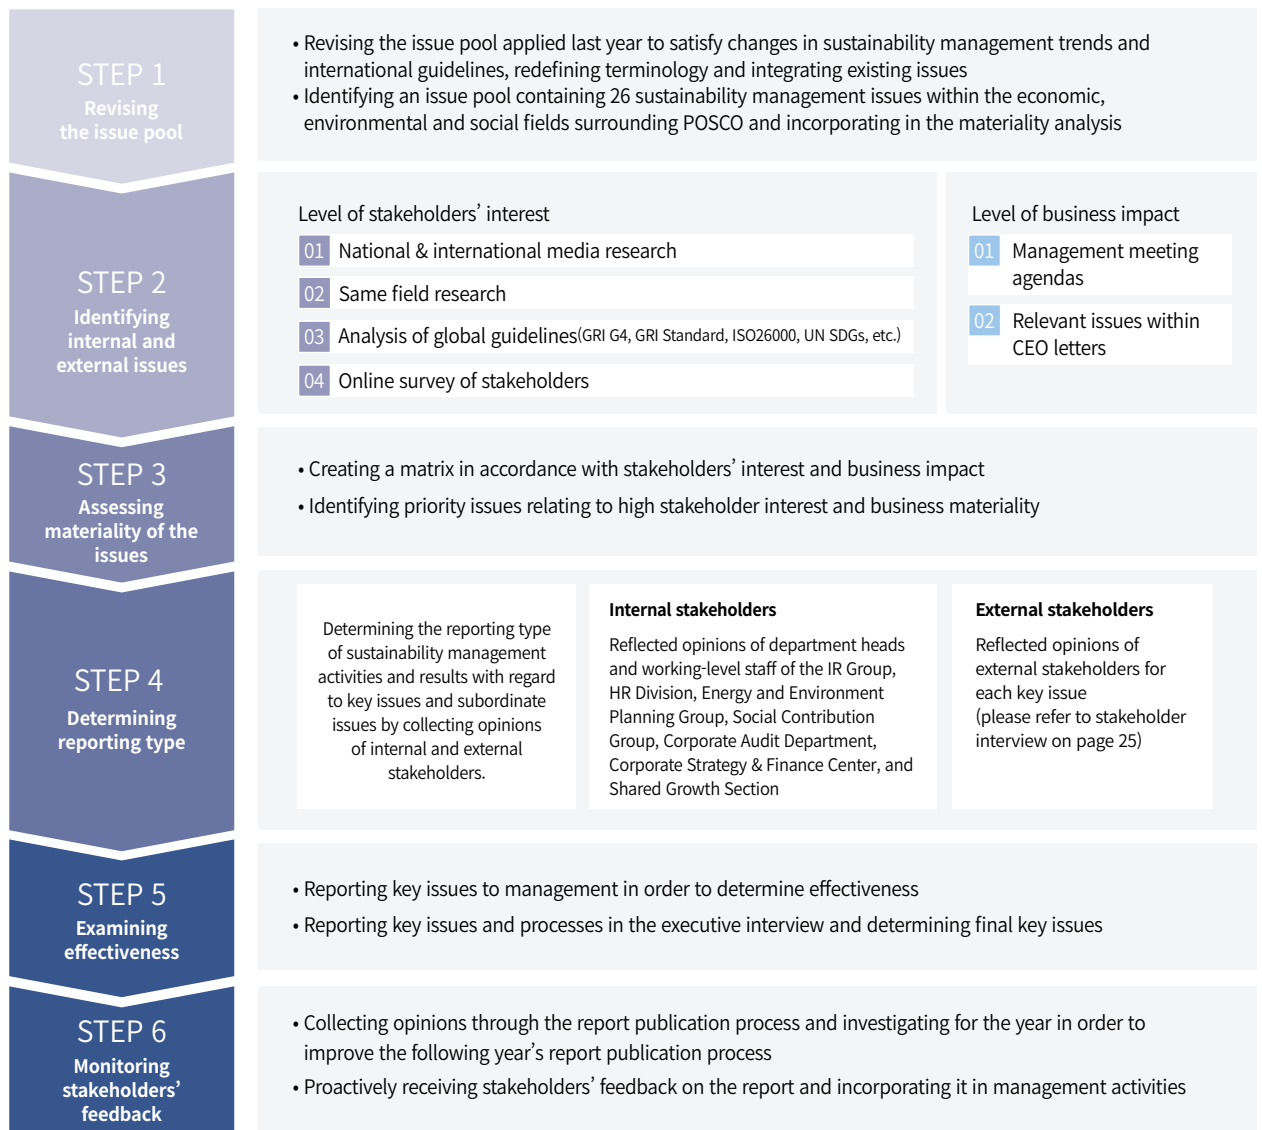 STEP 1
Revising
the issue pool
• Revising the issue pool applied last year to satisfy changes in sustainability management trends and
international guidelines, redefining terminology and integrating existing issues
• Identifying an issue pool containing 26 sustainability management issues within the economic,
environmental and social fields surrounding POSCO and incorporating in the materiality analysis
STEP 2
Identifying
internal and
external issues
Level of stakeholders’ interest
01 National & international media research
02 Same field research
03 Analysis of global guidelines(GRI G4, GRI Standard, ISO26000, UN SDGs, etc.)
04 Online survey of stakeholders
Level of business impact
01 Management meeting
agendas
02 Relevant issues within
CEO letters
STEP 3
Assessing
materiality of the
issues
• Creating a matrix in accordance with stakeholders’ interest and business impact
• Identifying priority issues relating to high stakeholder interest and business materiality
STEP 4
Determining
reporting type
Determining the reporting type
of sustainability management
activities and results with regard
to key issues and subordinate
issues by collecting opinions
of internal and external
stakeholders.
Internal stakeholders
Reflected opinions of department heads
and working-level staff of the IR Group,
HR Division, Energy and Environment
Planning Group, Social Contribution
Group, Corporate Audit Department,
Corporate Strategy & Finance Center, and
Shared Growth Section
External stakeholders
Reflected opinions of
external stakeholders for
each key issue
(please refer to stakeholder
interview on page 25)
STEP 5
Examining
effectiveness
• Reporting key issues to management in order to determine effectiveness
• Reporting key issues and processes in the executive interview and determining final key issues
STEP 6
Monitoring
stakeholders’
feedback
• Collecting opinions through the report publication process and investigating for the year in order to
improve the following year’s report publication process
• Proactively receiving stakeholders’ feedback on the report and incorporating it in management activities